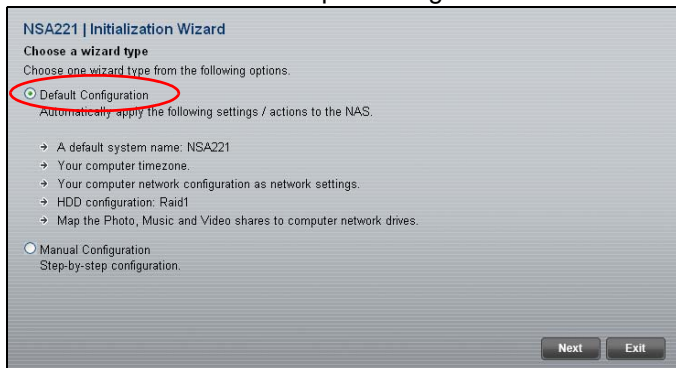 NSA221 | Initialization Wizard
Choose a wizard type
Choose one wizard type from the following options.
Default Configuration
Automatically apply the following settings / actions to the NAS.
→ A default system name: NSA221
→ Your computer timezone.
→ Your computer network configuration as network settings.
→ HDD configuration: Raid1
→ Map the Photo, Music and Video shares to computer network drives.
Manual Configuration
Step-by-step configuration.
Next Exit